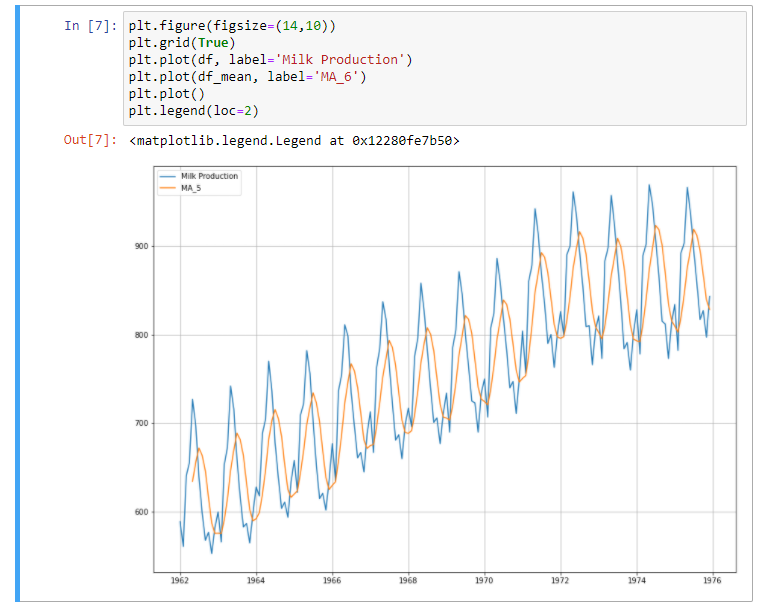 In [7]: plt.figure(figsize=(14,10))
plt.grid(True)
plt.plot(df, label='Milk Production')
plt.plot(df_mean, label='MA_6')
plt.plot()
plt.legend(loc=2)
Out[7]: <matplotlib.legend.Legend at 0x12280fe7b50>
Milk Production
MA_5
900
800
700
600
1962 1964 1966 1968 1970 1972 1974 1976